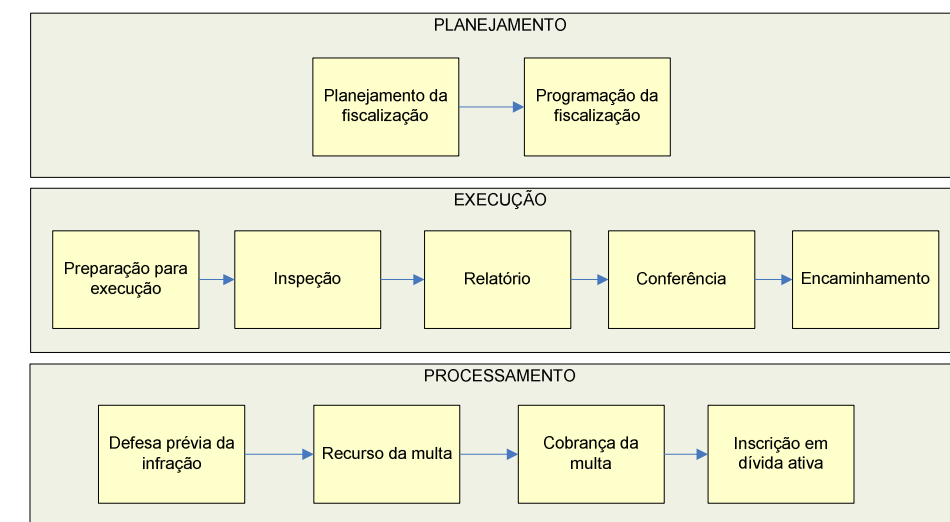 PLANEJAMENTO
Planejamento da
fiscalização
Programação da
fiscalização
EXECUÇÃO
Preparação para
execução
Inspeção
Relatório
Conferência
Encaminhamento
PROCESSAMENTO
Defesa prévia da
infração
Recurso da multa
Cobrança da
multa
Inscrição em
dívida ativa